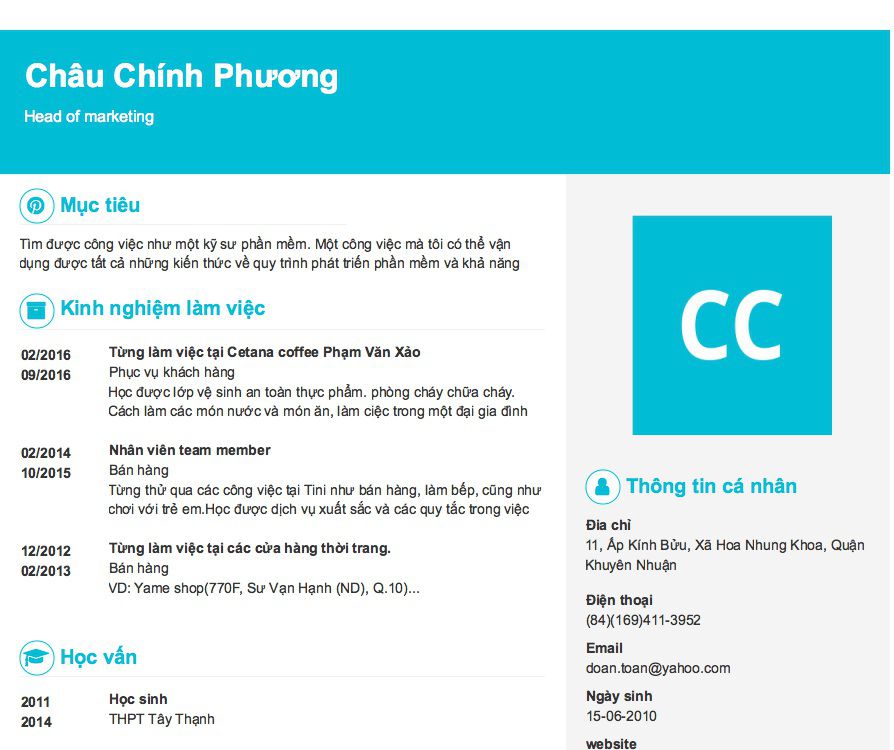 Châu Chính Phương
Head of marketing
Mục tiêu
Tìm được công việc như một kỹ sư phần mềm. Một công việc mà tôi có thể vận
dụng được tất cả những kiến thức về quy trình phát triển phần mềm và khả năng
Kinh nghiệm làm việc
02/2016
09/2016
Từng làm việc tại Cetana coffee Phạm Văn Xảo
Phục vụ khách hàng
Học được lớp vệ sinh an toàn thực phẩm. phòng cháy chữa cháy.
Cách làm các món nước và món ăn, làm ciệc trong một đại gia đình
02/2014
10/2015
Nhân viên team member
Bán hàng
Từng thử qua các công việc tại Tini như bán hàng, làm bếp, cũng như
chơi với trẻ em.Học được dịch vụ xuất sắc và các quy tắc trong việc
12/2012
02/2013
Từng làm việc tại các cửa hàng thời trang.
Bán hàng
VD: Yame shop(770F, Sư Vạn Hạnh (ND), Q.10)...
Học vấn
2011
2014
Học sinh
THPT Tây Thạnh
CC
Thông tin cá nhân
Địa chỉ
11, Ấp Kính Bửu, Xã Hoa Nhung Khoa, Quận
Khuyên Nhuận
Điện thoại
(84)(169)411-3952
Email
doan.toan@yahoo.com
Ngày sinh
15-06-2010
website